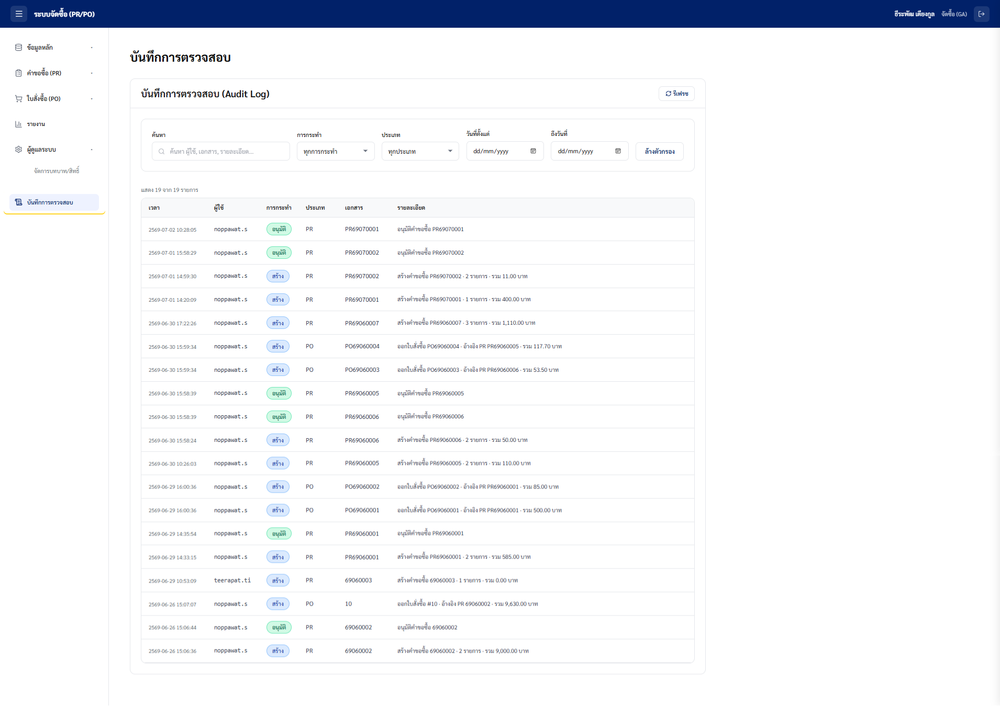 ระบบจัดซื้อ (PR/PO)
ธีระพัฒ เตียงกูล จัดซื้อ (GA)
ข้อมูลหลัก
คำขอซื้อ (PR)
ใบสั่งซื้อ (PO)
รายงาน
ผู้ดูแลระบบ
จัดการบทบาท/สิทธิ์
บันทึกการตรวจสอบ
บันทึกการตรวจสอบ
บันทึกการตรวจสอบ (Audit Log)
รีเฟรช
ค้นหา การกระทำ ประเภท วันที่ตั้งแต่ ถึงวันที่
ค้นหา ผู้ใช้, เอกสาร, รายละเอียด... ทุกการกระทำ ทุกประเภท dd/mm/yyyy dd/mm/yyyy ล้างตัวกรอง
แสดง 19 จาก 19 รายการ
เวลา ผู้ใช้ การกระทำ ประเภท เอกสาร รายละเอียด
2569-07-02 10:28:05 noppawat.s อนุมัติ PR PR69070001 อนุมัติคำขอซื้อ PR69070001
2569-07-01 15:58:29 noppawat.s อนุมัติ PR PR69070002 อนุมัติคำขอซื้อ PR69070002
2569-07-01 14:59:30 noppawat.s สร้าง PR PR69070002 สร้างคำขอซื้อ PR69070002 · 2 รายการ · รวม 11.00 บาท
2569-07-01 14:20:09 noppawat.s สร้าง PR PR69070001 สร้างคำขอซื้อ PR69070001 · 1 รายการ · รวม 400.00 บาท
2569-06-30 17:22:26 noppawat.s สร้าง PR PR69060007 สร้างคำขอซื้อ PR69060007 · 3 รายการ · รวม 1,110.00 บาท
2569-06-30 15:59:34 noppawat.s สร้าง PO PO69060004 ออกใบสั่งซื้อ PO69060004 · อ้างอิง PR PR69060005 · รวม 117.70 บาท
2569-06-30 15:59:34 noppawat.s สร้าง PO PO69060003 ออกใบสั่งซื้อ PO69060003 · อ้างอิง PR PR69060006 · รวม 53.50 บาท
2569-06-30 15:58:39 noppawat.s อนุมัติ PR PR69060005 อนุมัติคำขอซื้อ PR69060005
2569-06-30 15:58:39 noppawat.s อนุมัติ PR PR69060006 อนุมัติคำขอซื้อ PR69060006
2569-06-30 15:58:24 noppawat.s สร้าง PR PR69060006 สร้างคำขอซื้อ PR69060006 · 2 รายการ · รวม 50.00 บาท
2569-06-30 10:26:03 noppawat.s สร้าง PR PR69060005 สร้างคำขอซื้อ PR69060005 · 2 รายการ · รวม 110.00 บาท
2569-06-29 16:00:36 noppawat.s สร้าง PO PO69060002 ออกใบสั่งซื้อ PO69060002 · อ้างอิง PR PR69060001 · รวม 85.00 บาท
2569-06-29 16:00:36 noppawat.s สร้าง PO PO69060001 ออกใบสั่งซื้อ PO69060001 · อ้างอิง PR PR69060001 · รวม 500.00 บาท
2569-06-29 14:35:54 noppawat.s อนุมัติ PR PR69060001 อนุมัติคำขอซื้อ PR69060001
2569-06-29 14:33:15 noppawat.s สร้าง PR PR69060001 สร้างคำขอซื้อ PR69060001 · 2 รายการ · รวม 585.00 บาท
2569-06-29 10:53:09 teerapat.ti สร้าง PR 69060003 สร้างคำขอซื้อ 69060003 · 1 รายการ · รวม 0.00 บาท
2569-06-26 15:07:07 noppawat.s สร้าง PO 10 ออกใบสั่งซื้อ #10 · อ้างอิง PR 69060002 · รวม 9,630.00 บาท
2569-06-26 15:06:44 noppawat.s อนุมัติ PR 69060002 อนุมัติคำขอซื้อ 69060002
2569-06-26 15:06:36 noppawat.s สร้าง PR 69060002 สร้างคำขอซื้อ 69060002 · 2 รายการ · รวม 9,000.00 บาท